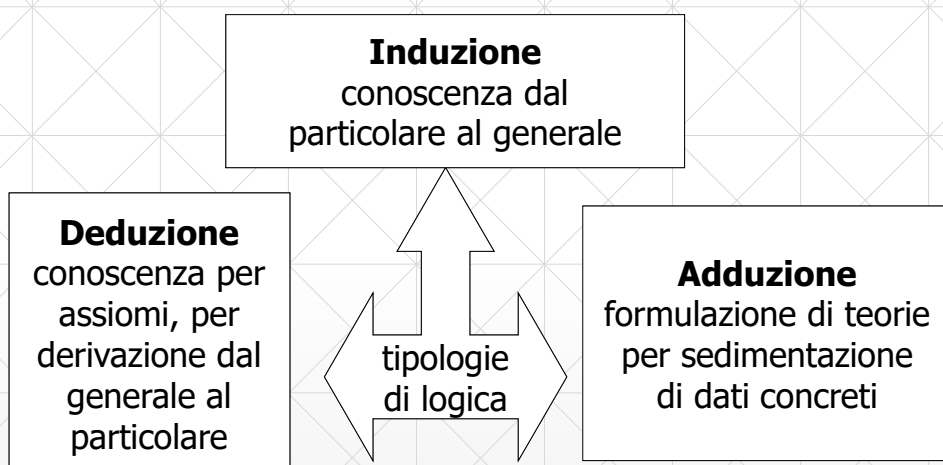 Induzione
conoscenza dal
particolare al generale
Deduzione
conoscenza per
assiomi, per
derivazione dal
generale al
particolare
tipologie
di logica
Adduzione
formulazione di teorie
per sedimentazione
di dati concreti